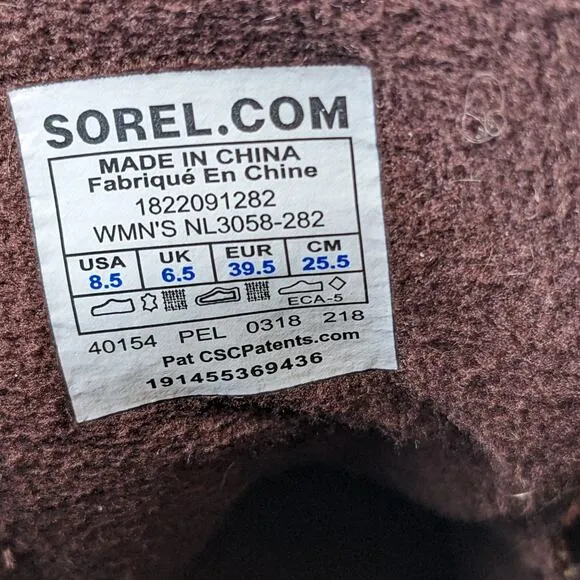 SOREL.COM
MADE IN CHINA
Fabriqué En Chine
1822091282
WMN'S NL3058-282
USA UK EUR CM
8.5 6.5 39.5 25.5
ECA-5
40154 PEL 0318 218
Pat CSCPatents.com
191455369436